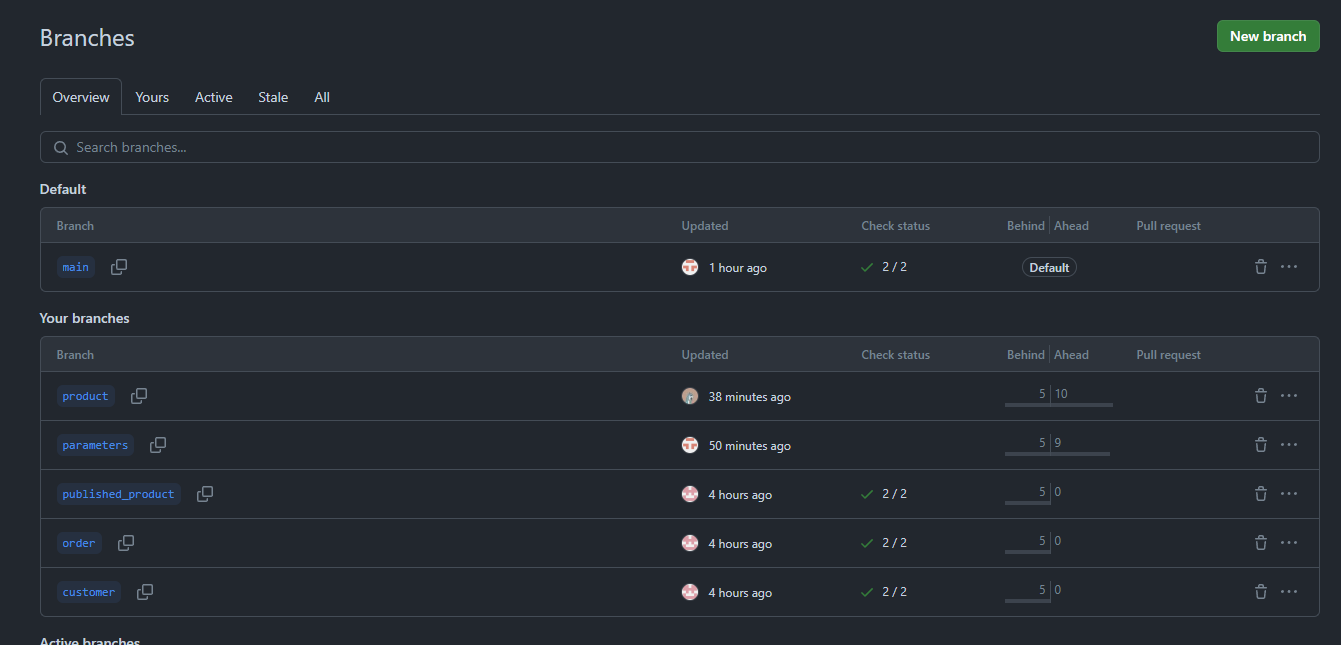 Branches
New branch
Overview Yours Active Stale All
Search branches...
Default
Branch Updated Check status Behind Ahead Pull request
main 1 hour ago 2 / 2 Default
Your branches
Branch Updated Check status Behind Ahead Pull request
product 38 minutes ago 5 10
parameters 50 minutes ago 5 9
published_product 4 hours ago 2 / 2 5 0
order 4 hours ago 2 / 2 5 0
customer 4 hours ago 2 / 2 5 0
Active branches